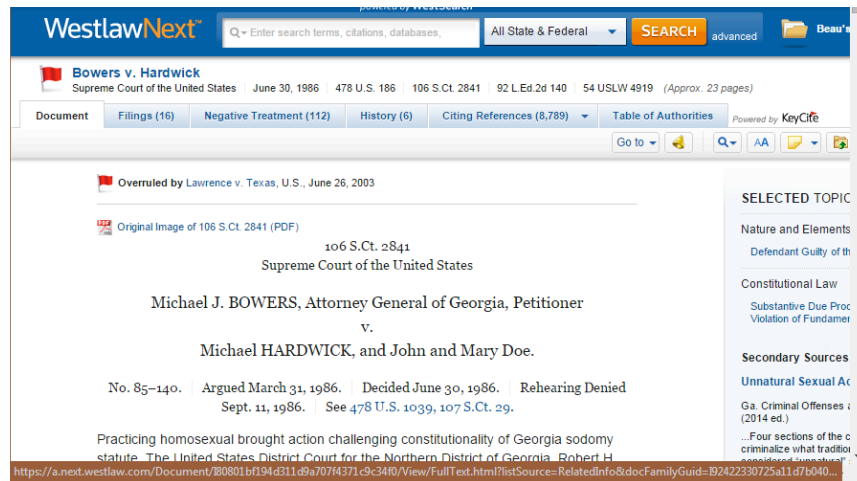 powered by WestSearch
WestlawNext™
Enter search terms, citations, databases,
All State & Federal
SEARCH
advanced
Beau's
Bowers v. Hardwick
Supreme Court of the United States June 30, 1986 478 U.S. 186 106 S.Ct. 2841 92 L.Ed.2d 140 54 USLW 4919 (Approx. 23 pages)
Document Filings (16) Negative Treatment (112) History (6) Citing References (8,789) Table of Authorities Powered by KeyCite
Go to
AA
Overruled by Lawrence v. Texas, U.S., June 26, 2003
Original Image of 106 S.Ct. 2841 (PDF)
106 S.Ct. 2841
Supreme Court of the United States
Michael J. BOWERS, Attorney General of Georgia, Petitioner
v.
Michael HARDWICK, and John and Mary Doe.
No. 85–140. Argued March 31, 1986. Decided June 30, 1986. Rehearing Denied
Sept. 11, 1986. See 478 U.S. 1039, 107 S.Ct. 29.
Practicing homosexual brought action challenging constitutionality of Georgia sodomy
statute. The United States District Court for the Northern District of Georgia, Robert H.
SELECTED TOPIC
Nature and Elements
Defendant Guilty of th
Constitutional Law
Substantive Due Proc
Violation of Fundamen
Secondary Sources
Unnatural Sexual Ac
Ga. Criminal Offenses a
(2014 ed.)
...Four sections of the c
criminalize what tradition
considered "unnatural"
https://a.next.westlaw.com/Document/I80801bf194d311d9a707f4371c9c34f0/View/FullText.html?listSource=RelatedInfo&docFamilyGuid=I92422330725a11d7b040...